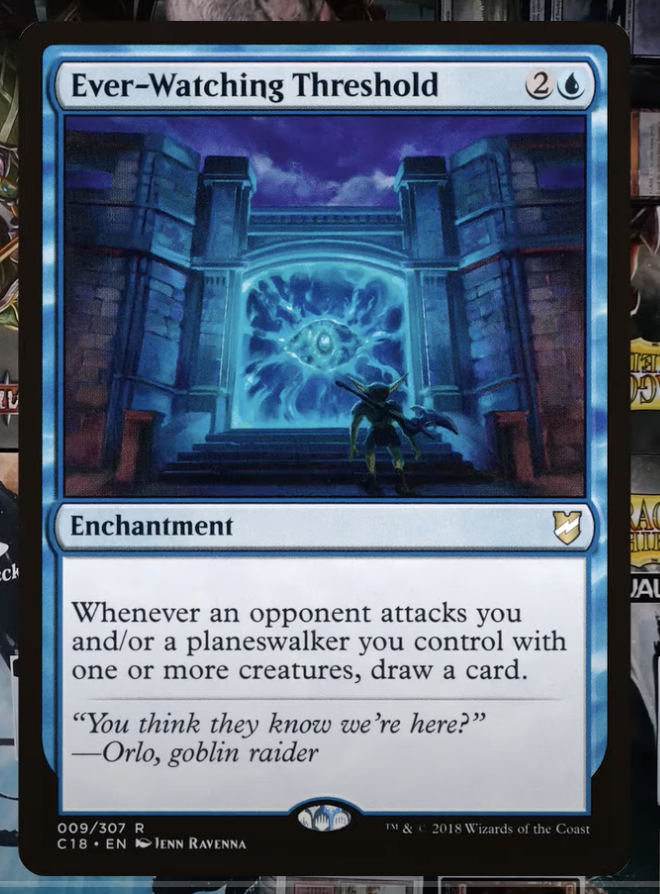 Ever-Watching Threshold 2
Enchantment
Whenever an opponent attacks you
and/or a planeswalker you control with
one or more creatures, draw a card.
“You think they know we’re here?”
—Orlo, goblin raider
009/307 R
C18 • EN Jenn Ravenna
™ & © 2018 Wizards of the Coast